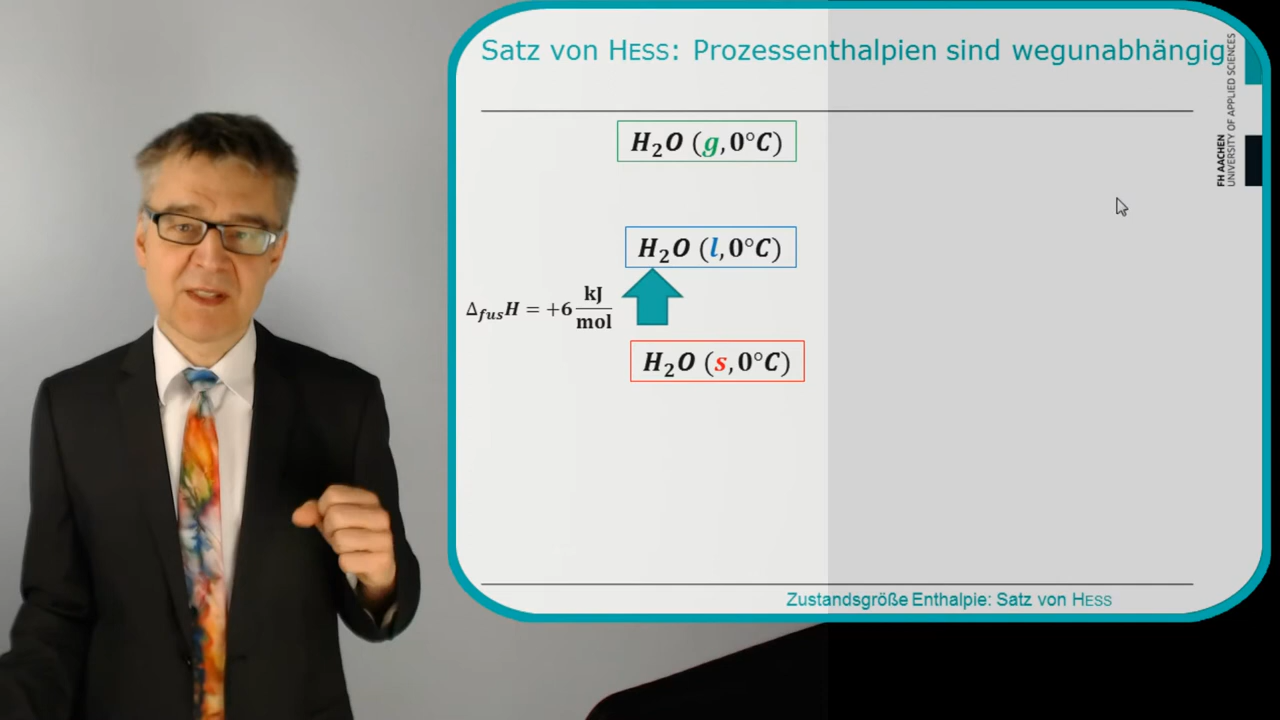 Satz von HESS: Prozessenthalpien sind wegunabhängig
FH AACHEN
UNIVERSITY OF APPLIED SCIENCES
H₂O (g, 0°C)
H₂O (l, 0°C)
Δ_fus H = +6 kJ/mol
H₂O (s, 0°C)
Zustandsgröße Enthalpie: Satz von HESS